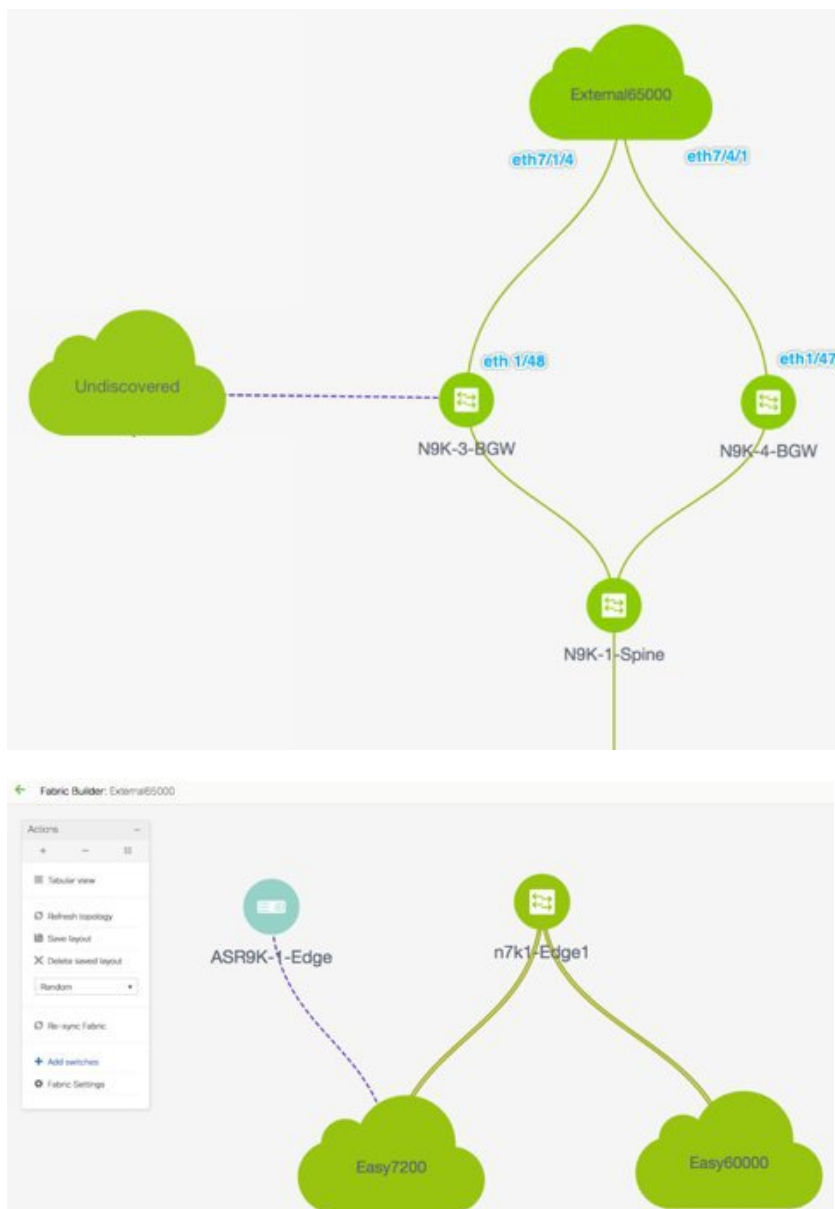 External65000
eth7/1/4
eth7/4/1
eth 1/48
eth1/47
Undiscovered
N9K-3-BGW
N9K-4-BGW
N9K-1-Spine
Fabric Builder: External65000
Actions
Tabular view
Refresh topology
Save layout
Delete saved layout
Random
Re-sync Fabric
Add switches
Fabric Settings
ASR9K-1-Edge
n7k1-Edge1
Easy7200
Easy60000